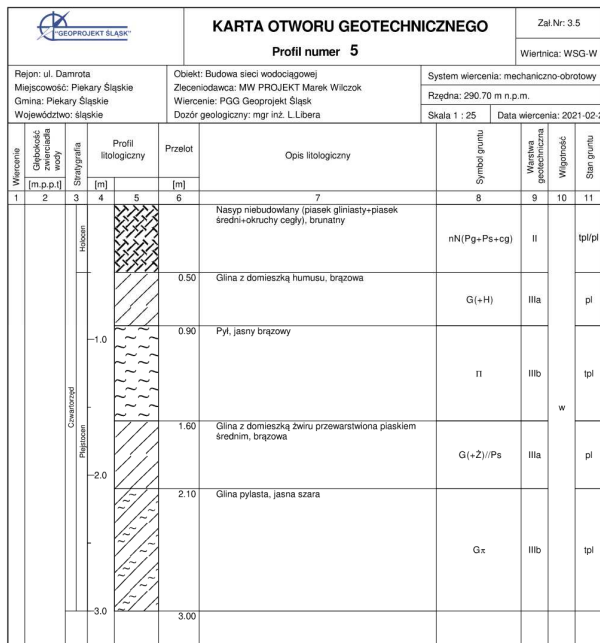 "GEOPROJEKT ŚLĄSK"
KARTA OTWORU GEOTECHNICZNEGO
Profil numer 5
Zał.Nr: 3.5
Wiertnica: WSG-W
Rejon: ul. Damrota
Miejscowość: Piekary Śląskie
Gmina: Piekary Śląskie
Województwo: śląskie
Obiekt: Budowa sieci wodociągowej
Zleceniodawca: MW PROJEKT Marek Wilczok
Wiercenie: PGG Geoprojekt Śląsk
Dozór geologiczny: mgr inż. L.Libera
System wiercenia: mechaniczno-obrotowy
Rzędna: 290.70 m n.p.m.
Skala 1 : 25 Data wiercenia: 2021-02-2
Wiercenie
Głębokość zwierciadła wody
[m.p.p.t]
Stratygrafia
Profil litologiczny
[m]
Przelot
[m]
Opis litologiczny
Symbol gruntu
Warstwa geotechniczna
Wilgotność
Stan gruntu
1 2 3 4 5 6 7 8 9 10 11
Czwartorzęd
Holocen
Nasyp niebudowlany (piasek gliniasty+piasek
średni+okruchy cegły), brunatny
nN(Pg+Ps+cg) II tpl/pl
0.50 Glina z domieszką humusu, brązowa
G(+H) IIIa pl
Plejstocen
-1.0
0.90 Pył, jasny brązowy
Π IIIb tpl
w
1.60 Glina z domieszką żwiru przewarstwiona piaskiem
średnim, brązowa
G(+Ż)//Ps IIIa pl
-2.0
2.10 Glina pylasta, jasna szara
Gπ IIIb tpl
-3.0
3.00